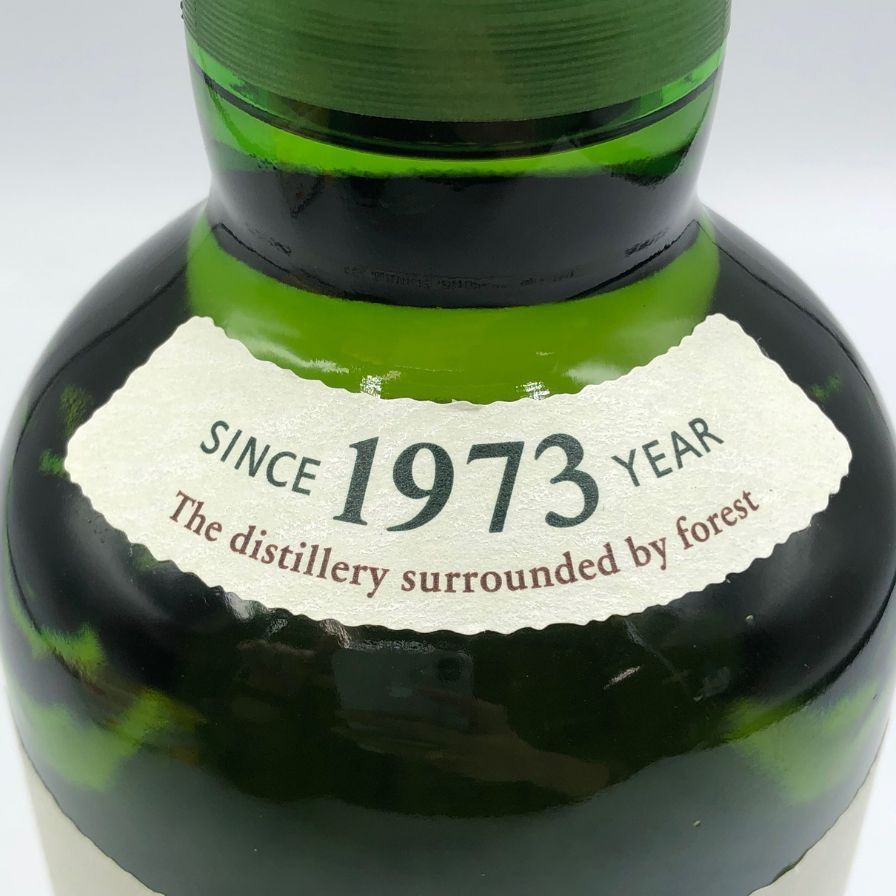 SINCE 1973 YEAR
The distillery surrounded by forest